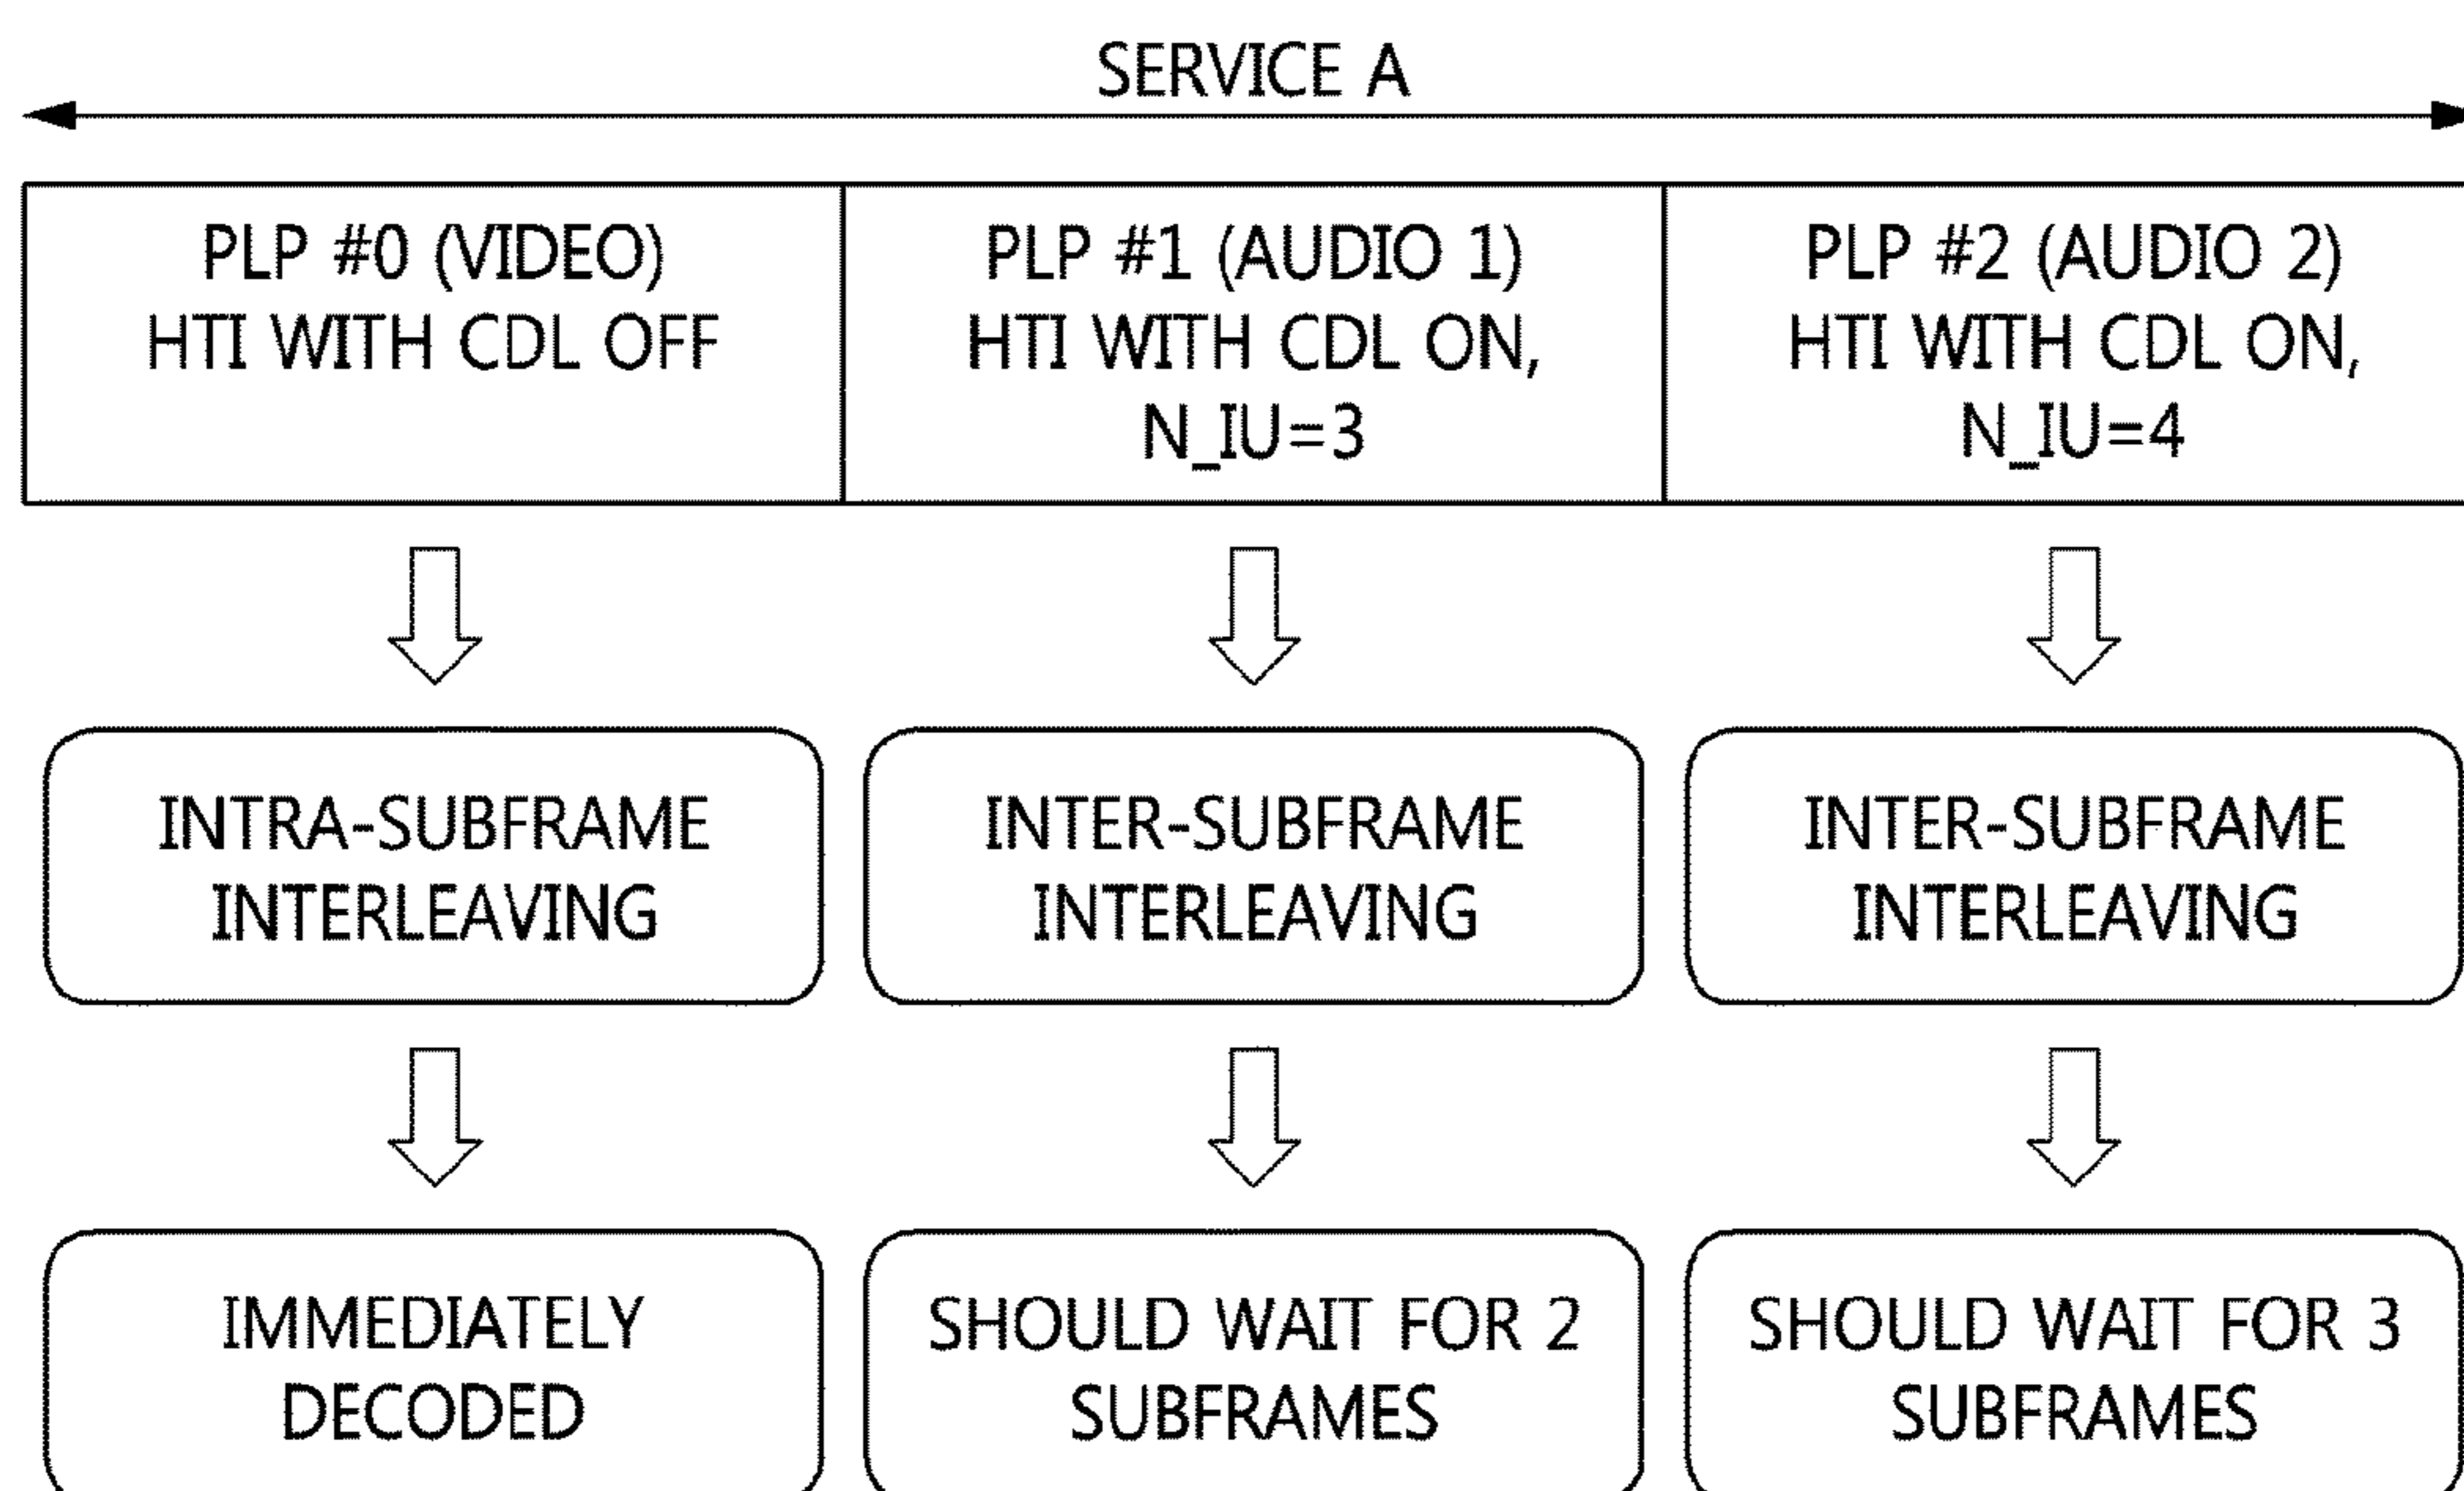 SERVICE A
PLP #0 (VIDEO)
HTI WITH CDL OFF
PLP #1 (AUDIO 1)
HTI WITH CDL ON,
N_IU=3
PLP #2 (AUDIO 2)
HTI WITH CDL ON,
N_IU=4
INTRA-SUBFRAME
INTERLEAVING
INTER-SUBFRAME
INTERLEAVING
INTER-SUBFRAME
INTERLEAVING
IMMEDIATELY
DECODED
SHOULD WAIT FOR 2
SUBFRAMES
SHOULD WAIT FOR 3
SUBFRAMES